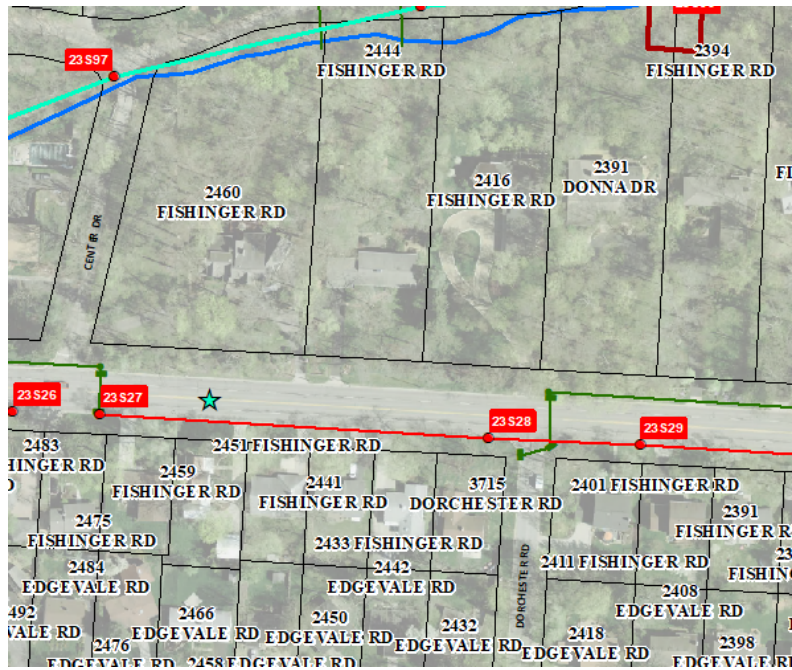 23S97
2444
FISHINGER RD
2394
FISHINGER RD
2460
FISHINGER RD
2416
FISHINGER RD
2391
DONNA DR
CENTER DR
23S26
23S27
23S28
23S29
2483
HINGER RD
2451 FISHINGER RD
2459
FISHINGER RD
2441
FISHINGER RD
3715
DORCHESTER RD
2401 FISHINGER RD
2391
FISHINGER R
2475
FISHINGER RD
2433 FISHINGER RD
2411 FISHINGER RD
FISHING
DORCHESTER RD
2484
EDGEVALE RD
2442
EDGEVALE RD
2408
EDGEVALE RD
492
VALE RD
2466
EDGEVALE RD
2450
EDGEVALE RD
2432
EDGEVALE RD
2418
EDGEVALE RD
2398
EDGEVALE RD
2476
EDGEVALE RD
2458 EDGEVALE RD